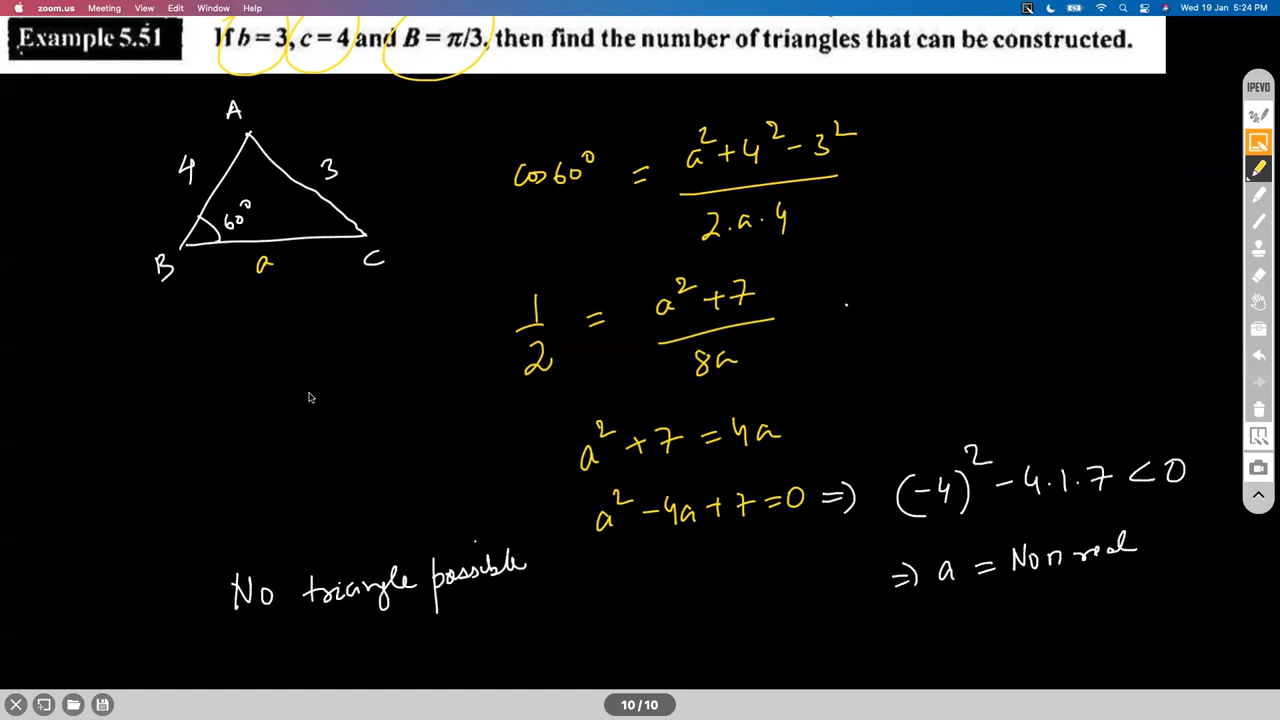 zoom.us Meeting View Edit Window Help Wed 19 Jan 5:24 PM
Example 5.51 If b = 3, c = 4 and B = π/3, then find the number of triangles that can be constructed.
IPEVO
A
4 3
60°
B a C
cos60° = (a² + 4² - 3²) / (2.a.4)
1/2 = (a² + 7) / 8a
a² + 7 = 4a
a² - 4a + 7 = 0 ⇒ (-4)² - 4.1.7 < 0
⇒ a = Non real
No triangle possible
10 / 10